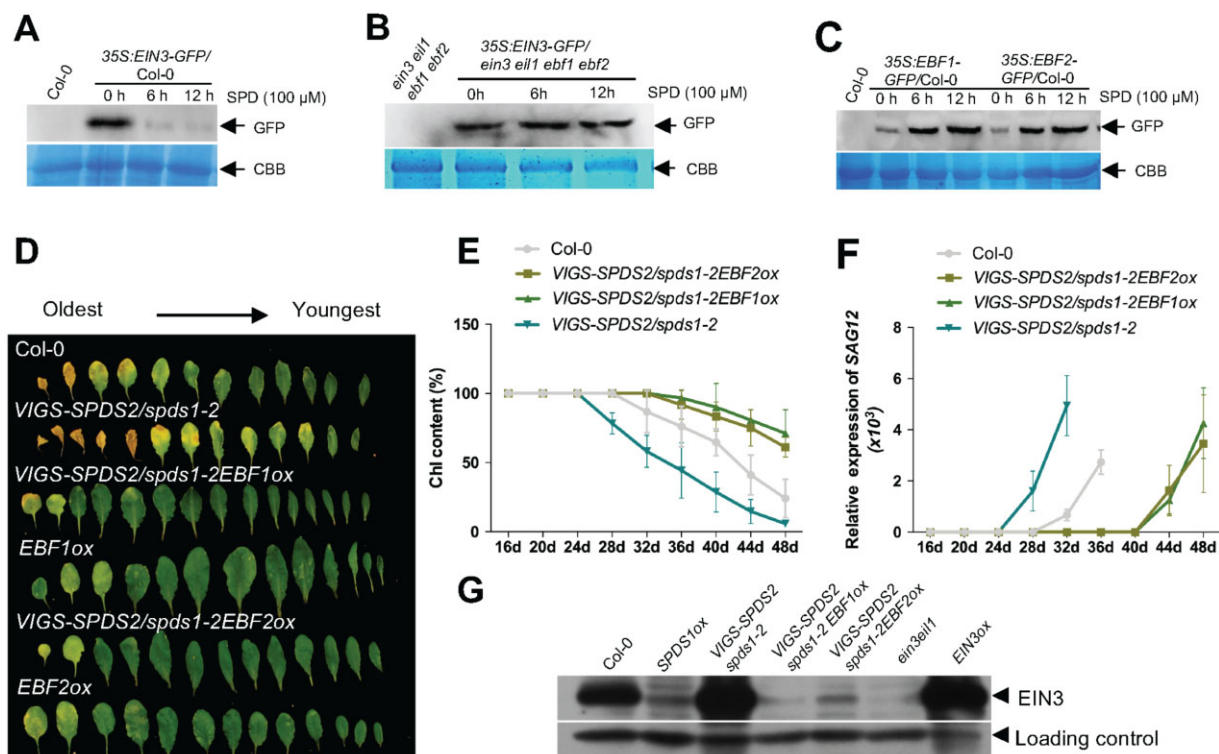 A
Col-0
35S:EIN3-GFP/
Col-0
0 h 6 h 12 h SPD (100 µM)
GFP
CBB
B
ein3 eil1
ebf1 ebf2
35S:EIN3-GFP/
ein3 eil1 ebf1 ebf2
0h 6h 12h SPD (100 µM)
GFP
CBB
C
Col-0
35S:EBF1-
GFP/Col-0
35S:EBF2-
GFP/Col-0
0 h 6 h 12 h 0 h 6 h 12 h SPD (100 µM)
GFP
CBB
D
Oldest Youngest
Col-0
VIGS-SPDS2/spds1-2
VIGS-SPDS2/spds1-2EBF1ox
EBF1ox
VIGS-SPDS2/spds1-2EBF2ox
EBF2ox
E
Col-0
VIGS-SPDS2/spds1-2EBF2ox
VIGS-SPDS2/spds1-2EBF1ox
VIGS-SPDS2/spds1-2
Chl content (%)
150
100
50
0
16d 20d 24d 28d 32d 36d 40d 44d 48d
F
Col-0
VIGS-SPDS2/spds1-2EBF2ox
VIGS-SPDS2/spds1-2EBF1ox
VIGS-SPDS2/spds1-2
Relative expression of SAG12
(x10³)
8
6
4
2
0
16d 20d 24d 28d 32d 36d 40d 44d 48d
G
Col-0
SPDS1ox
VIGS-SPDS2
spds1-2
VIGS-SPDS2
spds1-2 EBF1ox
VIGS-SPDS2
spds1-2EBF2ox
ein3eil1
EIN3ox
EIN3
Loading control